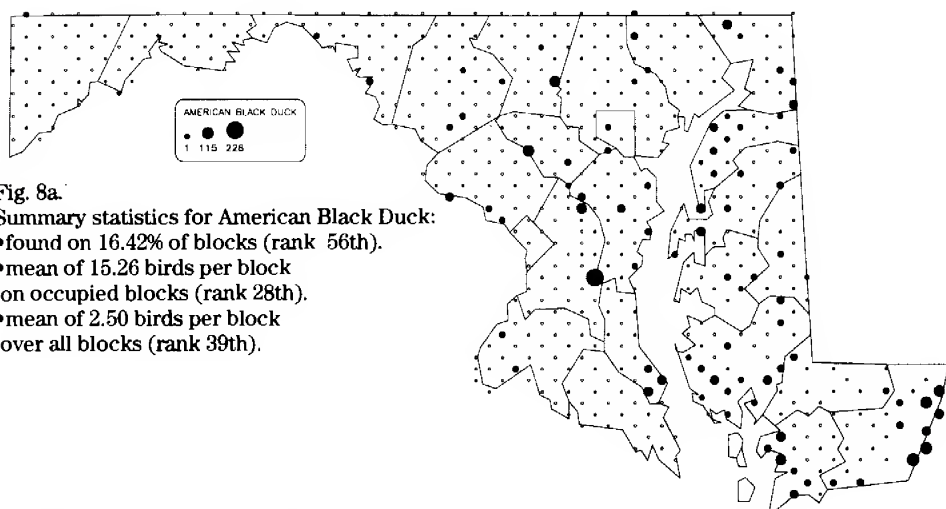 AMERICAN BLACK DUCK
1 115 228
Fig. 8a.
Summary statistics for American Black Duck:
•found on 16.42% of blocks (rank 56th).
•mean of 15.26 birds per block
on occupied blocks (rank 28th).
•mean of 2.50 birds per block
over all blocks (rank 39th).